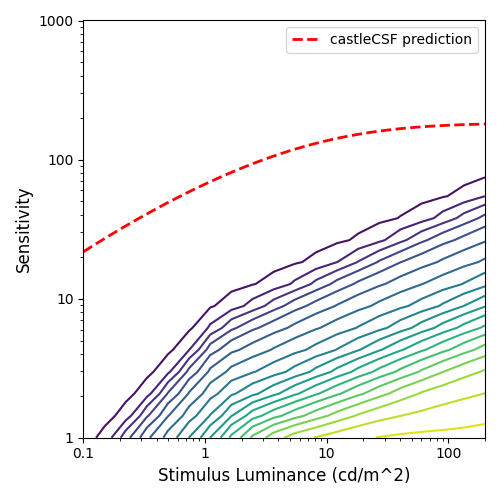 1000
castleCSF prediction
100
Sensitivity
10
1
0.1 1 10 100
Stimulus Luminance (cd/m^2)